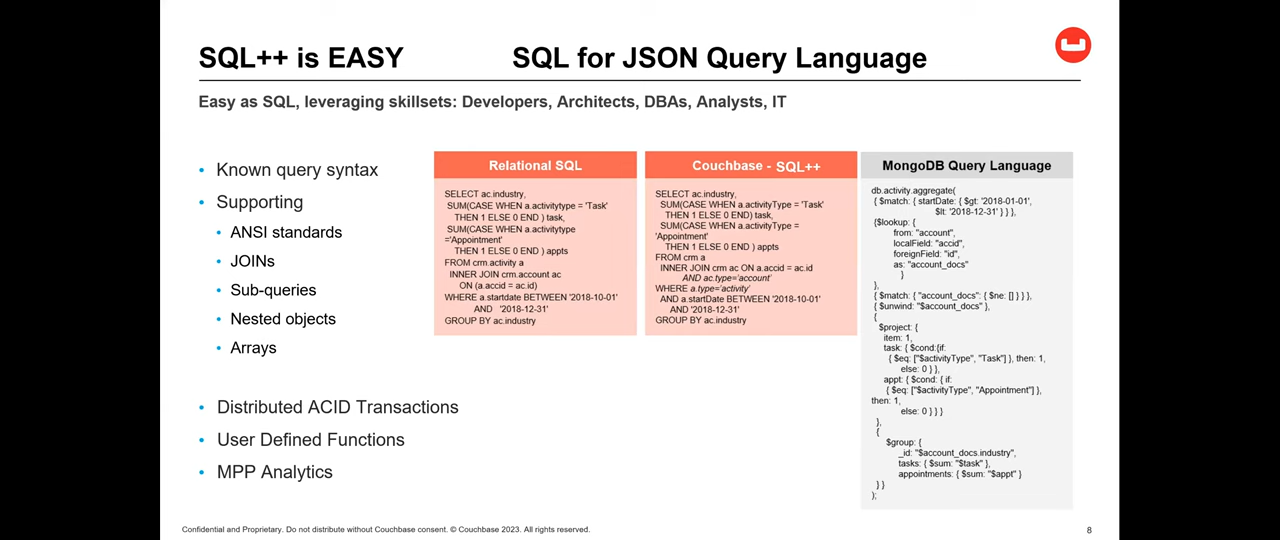 SQL++ is EASY SQL for JSON Query Language
Easy as SQL, leveraging skillsets: Developers, Architects, DBAs, Analysts, IT
• Known query syntax
• Supporting
• ANSI standards
• JOINs
• Sub-queries
• Nested objects
• Arrays
• Distributed ACID Transactions
• User Defined Functions
• MPP Analytics
Relational SQL
SELECT ac.industry,
SUM(CASE WHEN a.activitytype = 'Task'
THEN 1 ELSE 0 END ) task,
SUM(CASE WHEN a.activitytype
='Appointment'
THEN 1 ELSE 0 END ) appts
FROM crm.activity a
INNER JOIN crm.account ac
ON (a.accid = ac.id)
WHERE a.startdate BETWEEN '2018-10-01'
AND '2018-12-31'
GROUP BY ac.industry
Couchbase - SQL++
SELECT ac.industry,
SUM(CASE WHEN a.activityType = 'Task'
THEN 1 ELSE 0 END) task,
SUM(CASE WHEN a.activityType =
'Appointment'
THEN 1 ELSE 0 END ) appts
FROM crm a
INNER JOIN crm ac ON a.accid = ac.id
AND ac.type='account'
WHERE a.type='activity'
AND a.startDate BETWEEN '2018-10-01'
AND '2018-12-31'
GROUP BY ac.industry
MongoDB Query Language
db.activity.aggregate(
{ $match: { startDate: { $gt: '2018-01-01',
$lt: '2018-12-31' } } },
{$lookup: {
from: "account",
localField: "accid",
foreignField: "id",
as: "account_docs"
}
},
{ $match: { "account_docs": { $ne: [] } } },
{ $unwind: "$account_docs" },
{
$project: {
item: 1,
task: { $cond:{if:
{ $eq: ["$activityType", "Task"] }, then: 1,
else: 0 } },
appt: { $cond: { if:
{ $eq: ["$activityType", "Appointment"] },
then: 1,
else: 0 } } }
},
{
$group: {
_id: "$account_docs.industry",
tasks: { $sum: "$task" },
appointments: { $sum: "$appt" }
} }
);
Confidential and Proprietary. Do not distribute without Couchbase consent. © Couchbase 2023. All rights reserved.
8